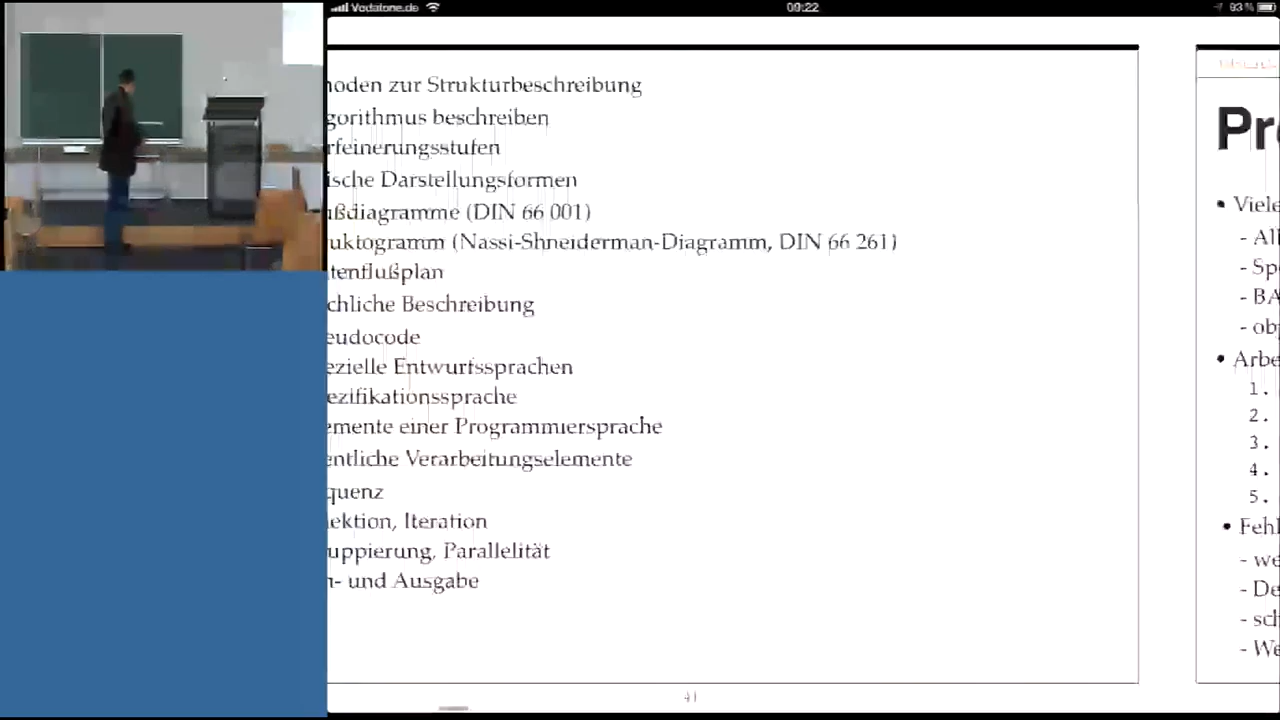 Vodafone.de
09:22
93 %
hoden zur Strukturbeschreibung
gorithmus beschreiben
rfeinerungsstufen
ische Darstellungsformen
ußdiagramme (DIN 66 001)
uktogramm (Nassi-Shneiderman-Diagramm, DIN 66 261)
tenflußplan
chliche Beschreibung
eudocode
ezielle Entwurfssprachen
ezifikationssprache
emente einer Programmiersprache
entliche Verarbeitungselemente
quenz
lektion, Iteration
uppierung, Parallelität
n- und Ausgabe
41
Pr
• Viele
- All
- Sp
- BA
- obj
• Arbe
1.
2.
3.
4.
5.
• Fehl
- we
- De
- sch
- We